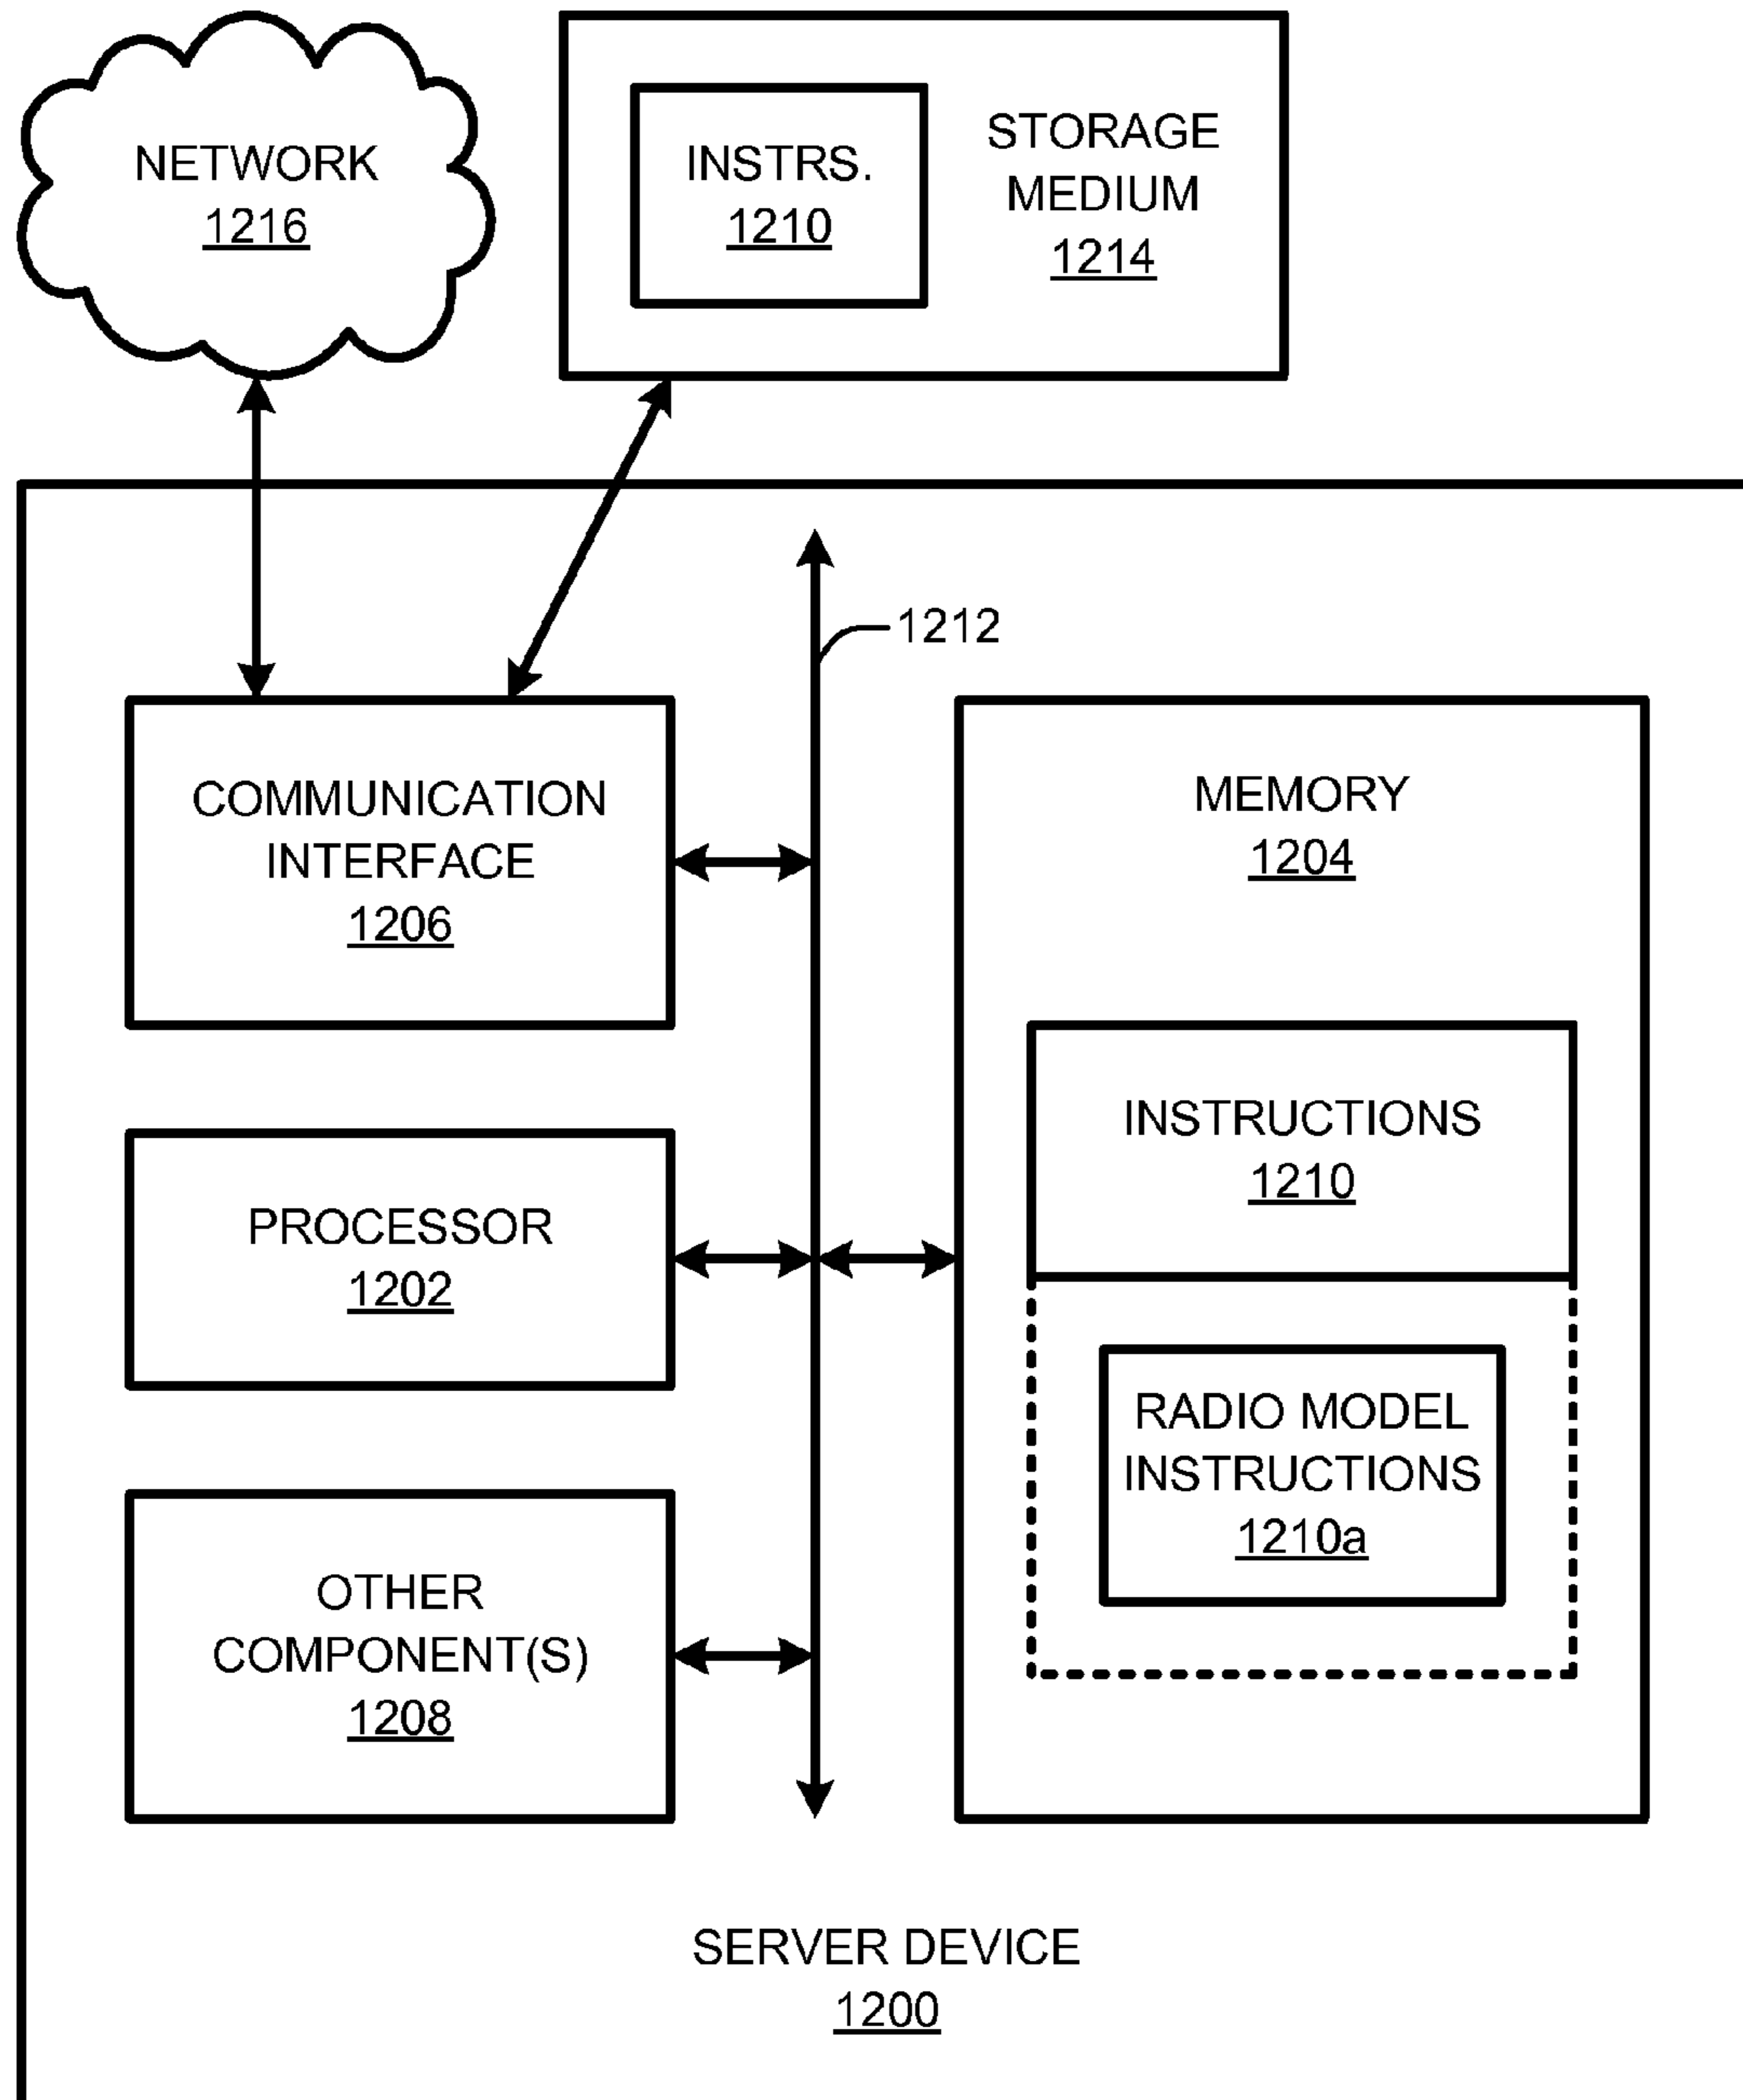 NETWORK
1216
INSTRS.
1210
STORAGE
MEDIUM
1214
1212
COMMUNICATION
INTERFACE
1206
MEMORY
1204
INSTRUCTIONS
1210
PROCESSOR
1202
RADIO MODEL
INSTRUCTIONS
1210a
OTHER
COMPONENT(S)
1208
SERVER DEVICE
1200